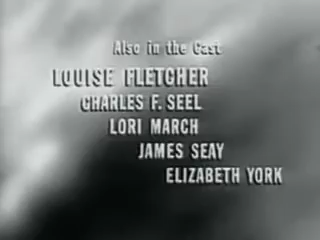 Also in the Cast
LOUISE FLETCHER
CHARLES F. SEEL
LORI MARCH
JAMES SEAY
ELIZABETH YORK